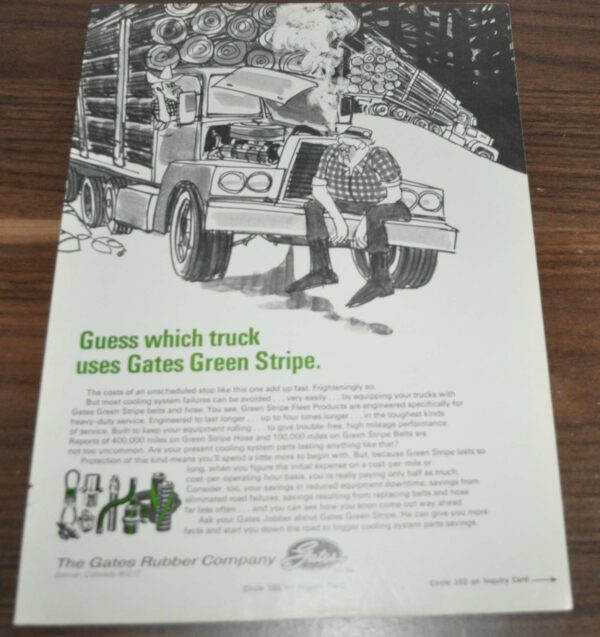 Guess which truck
uses Gates Green Stripe.
The costs of an unscheduled stop like this one add up fast. Frighteningly so.
But most cooling system failures can be avoided . . . very easily . . . by equipping your trucks with
Gates Green Stripe belts and hose. You see, Green Stripe Fleet Products are engineered specifically for
heavy-duty service. Engineered to last longer . . . up to four times longer . . . in the toughest kinds
of service. Built to keep your equipment rolling . . . to give trouble-free, high mileage performance.
Reports of 400,000 miles on Green Stripe Hose and 100,000 miles on Green Stripe Belts are
not too uncommon. Are your present cooling system parts lasting anything like that?
Protection of this kind means you'll spend a little more to begin with. But, because Green Stripe lasts so
long, when you figure the initial expense on a cost-per-mile or
cost-per-operating hour basis, you're really paying only half as much.
Consider, too, your savings in reduced equipment downtime, savings from
eliminated road failures, savings resulting from replacing belts and hose
far less often . . . and you can see how you soon come out way ahead.
Ask your Gates Jobber about Gates Green Stripe. He can give you more
facts and start you down the road to bigger cooling system parts savings.
The Gates Rubber Company
Gates
Denver, Colorado
Circle on Inquiry Card
Circle 102 on Inquiry Card